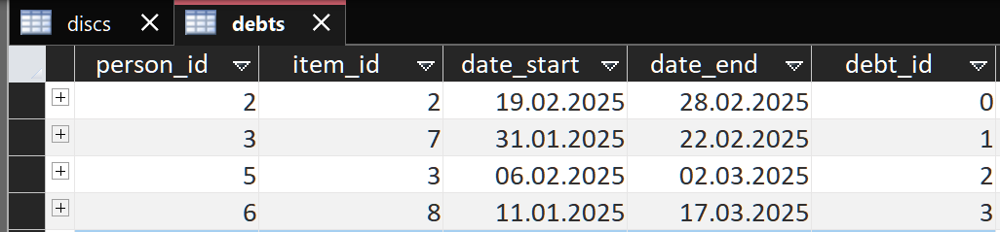 discs debts
person_id item_id date_start date_end debt_id
2 2 19.02.2025 28.02.2025 0
3 7 31.01.2025 22.02.2025 1
5 3 06.02.2025 02.03.2025 2
6 8 11.01.2025 17.03.2025 3